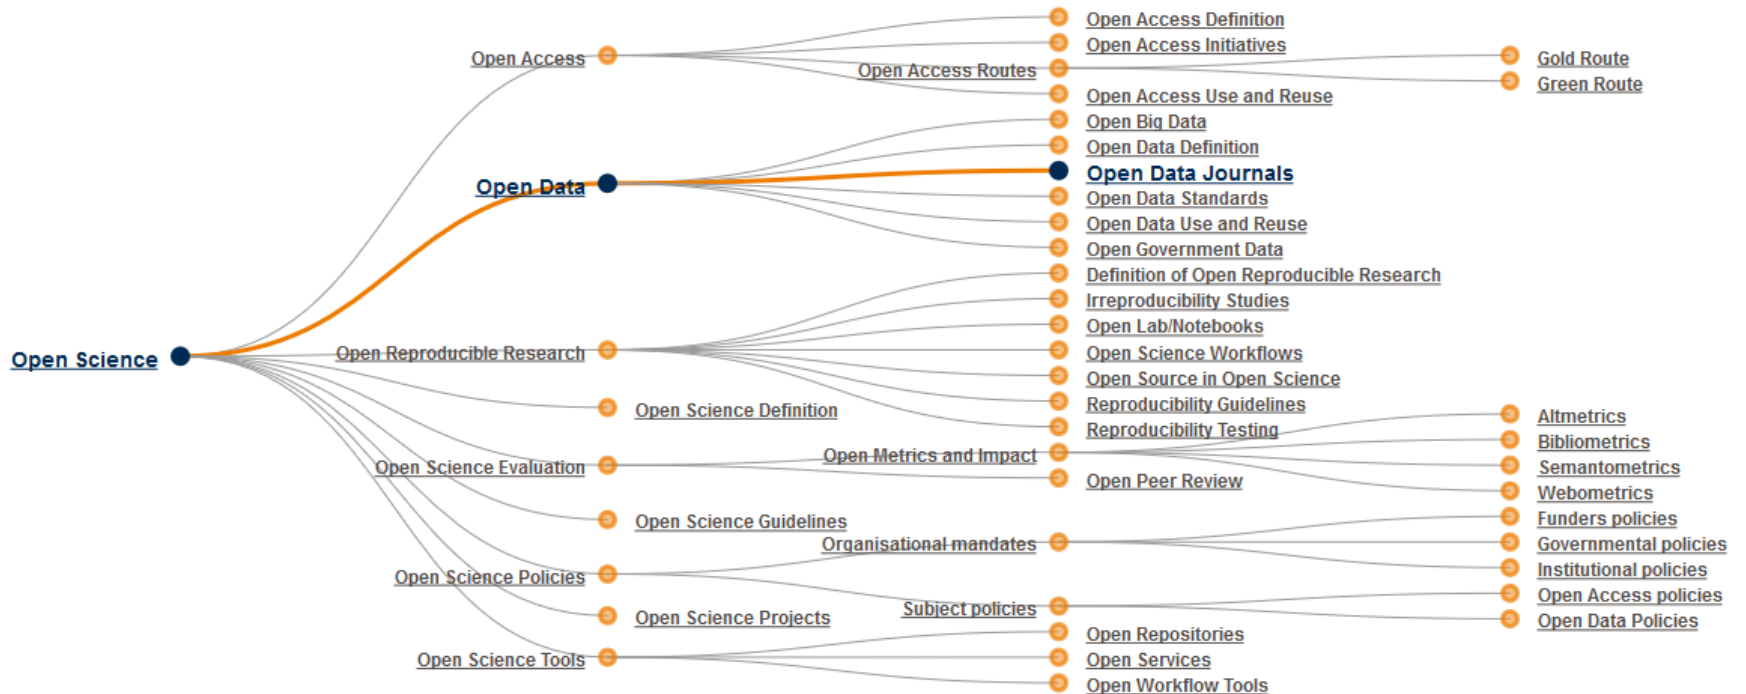 Open Access Definition
Open Access Initiatives
Open Access
Gold Route
Open Access Routes
Green Route
Open Access Use and Reuse
Open Big Data
Open Data Definition
Open Data Journals
Open Data
Open Data Standards
Open Data Use and Reuse
Open Government Data
Definition of Open Reproducible Research
Irreproducibility Studies
Open Lab/Notebooks
Open Reproducible Research
Open Science Workflows
Open Science
Open Source in Open Science
Reproducibility Guidelines
Open Science Definition
Altmetrics
Reproducibility Testing
Bibliometrics
Open Metrics and Impact
Open Science Evaluation
Semantometrics
Open Peer Review
Webometrics
Funders policies
Open Science Guidelines
Organisational mandates
Governmental policies
Institutional policies
Open Science Policies
Open Access policies
Subject policies
Open Science Projects
Open Data Policies
Open Repositories
Open Science Tools
Open Services
Open Workflow Tools